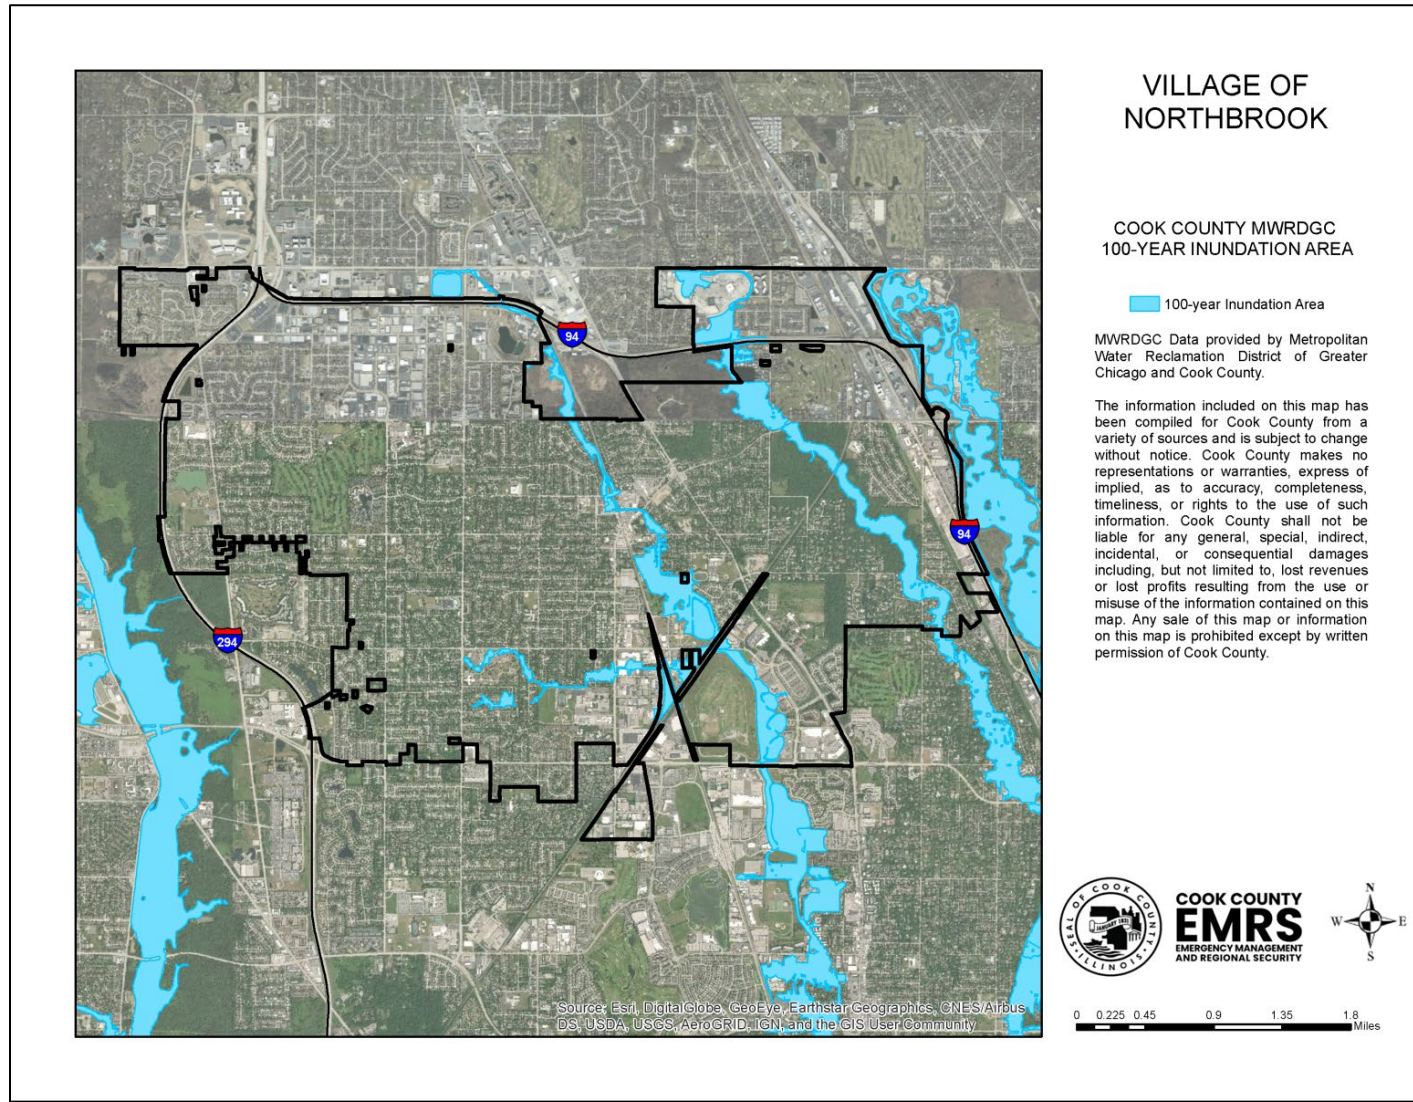 VILLAGE OF
NORTHBROOK
COOK COUNTY MWRDGC
100-YEAR INUNDATION AREA
100-year Inundation Area
MWRDGC Data provided by Metropolitan
Water Reclamation District of Greater
Chicago and Cook County.
The information included on this map has
been compiled for Cook County from a
variety of sources and is subject to change
without notice. Cook County makes no
representations or warranties, express of
implied, as to accuracy, completeness,
timeliness, or rights to the use of such
information. Cook County shall not be
liable for any general, special, indirect,
incidental, or consequential damages
including, but not limited to, lost revenues
or lost profits resulting from the use or
misuse of the information contained on this
map. Any sale of this map or information
on this map is prohibited except by written
permission of Cook County.
94
94
294
Source: Esri, DigitalGlobe, GeoEye, Earthstar Geographics, CNES/Airbus
DS, USDA, USGS, AeroGRID, IGN, and the GIS User Community
SEAL OF COOK COUNTY
JANUARY 1831
ILLINOIS
COOK COUNTY
EMRS
EMERGENCY MANAGEMENT
AND REGIONAL SECURITY
N
W E
S
0 0.225 0.45 0.9 1.35 1.8
Miles